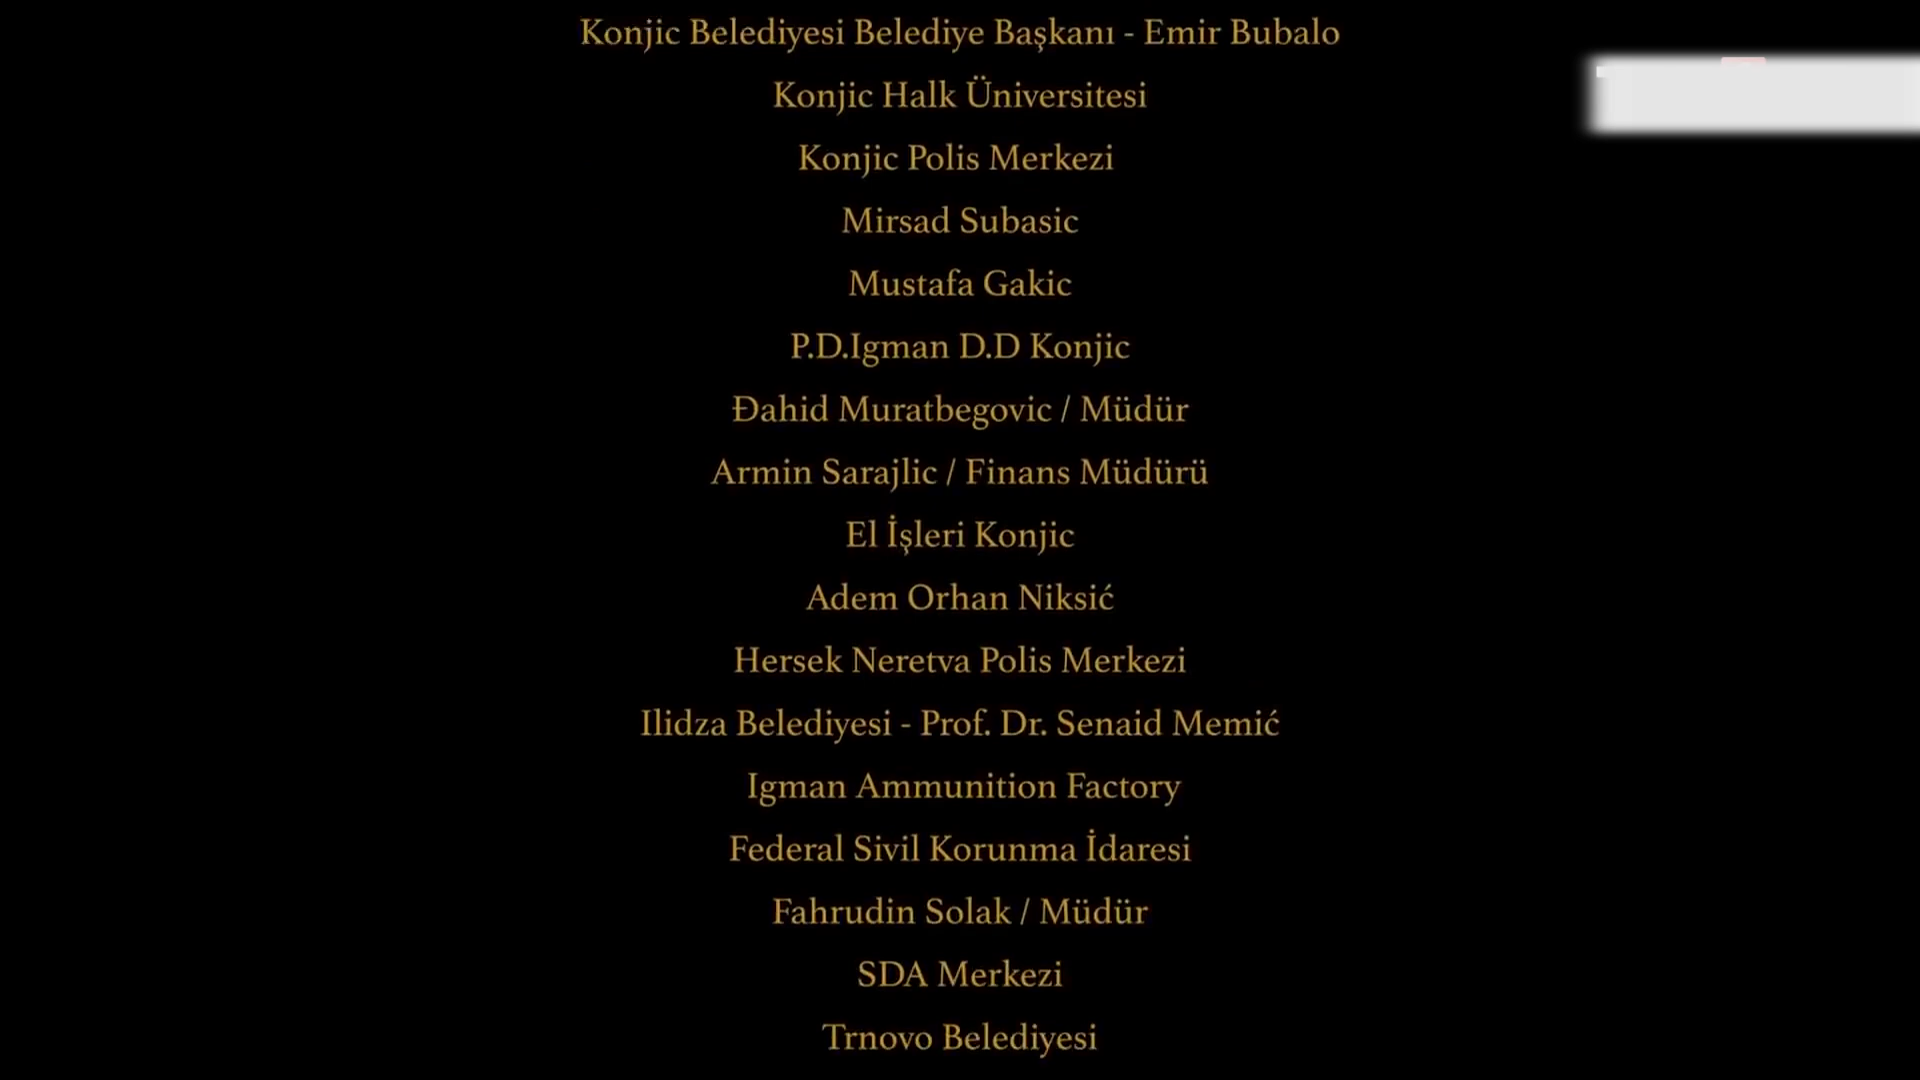 Konjic Belediyesi Belediye Başkanı - Emir Bubalo
Konjic Halk Üniversitesi
Konjic Polis Merkezi
Mirsad Subasic
Mustafa Gakic
P.D.Igman D.D Konjic
Đahid Muratbegovic / Müdür
Armin Sarajlic / Finans Müdürü
El İşleri Konjic
Adem Orhan Niksić
Hersek Neretva Polis Merkezi
Ilidza Belediyesi - Prof. Dr. Senaid Memić
Igman Ammunition Factory
Federal Sivil Korunma İdaresi
Fahrudin Solak / Müdür
SDA Merkezi
Trnovo Belediyesi